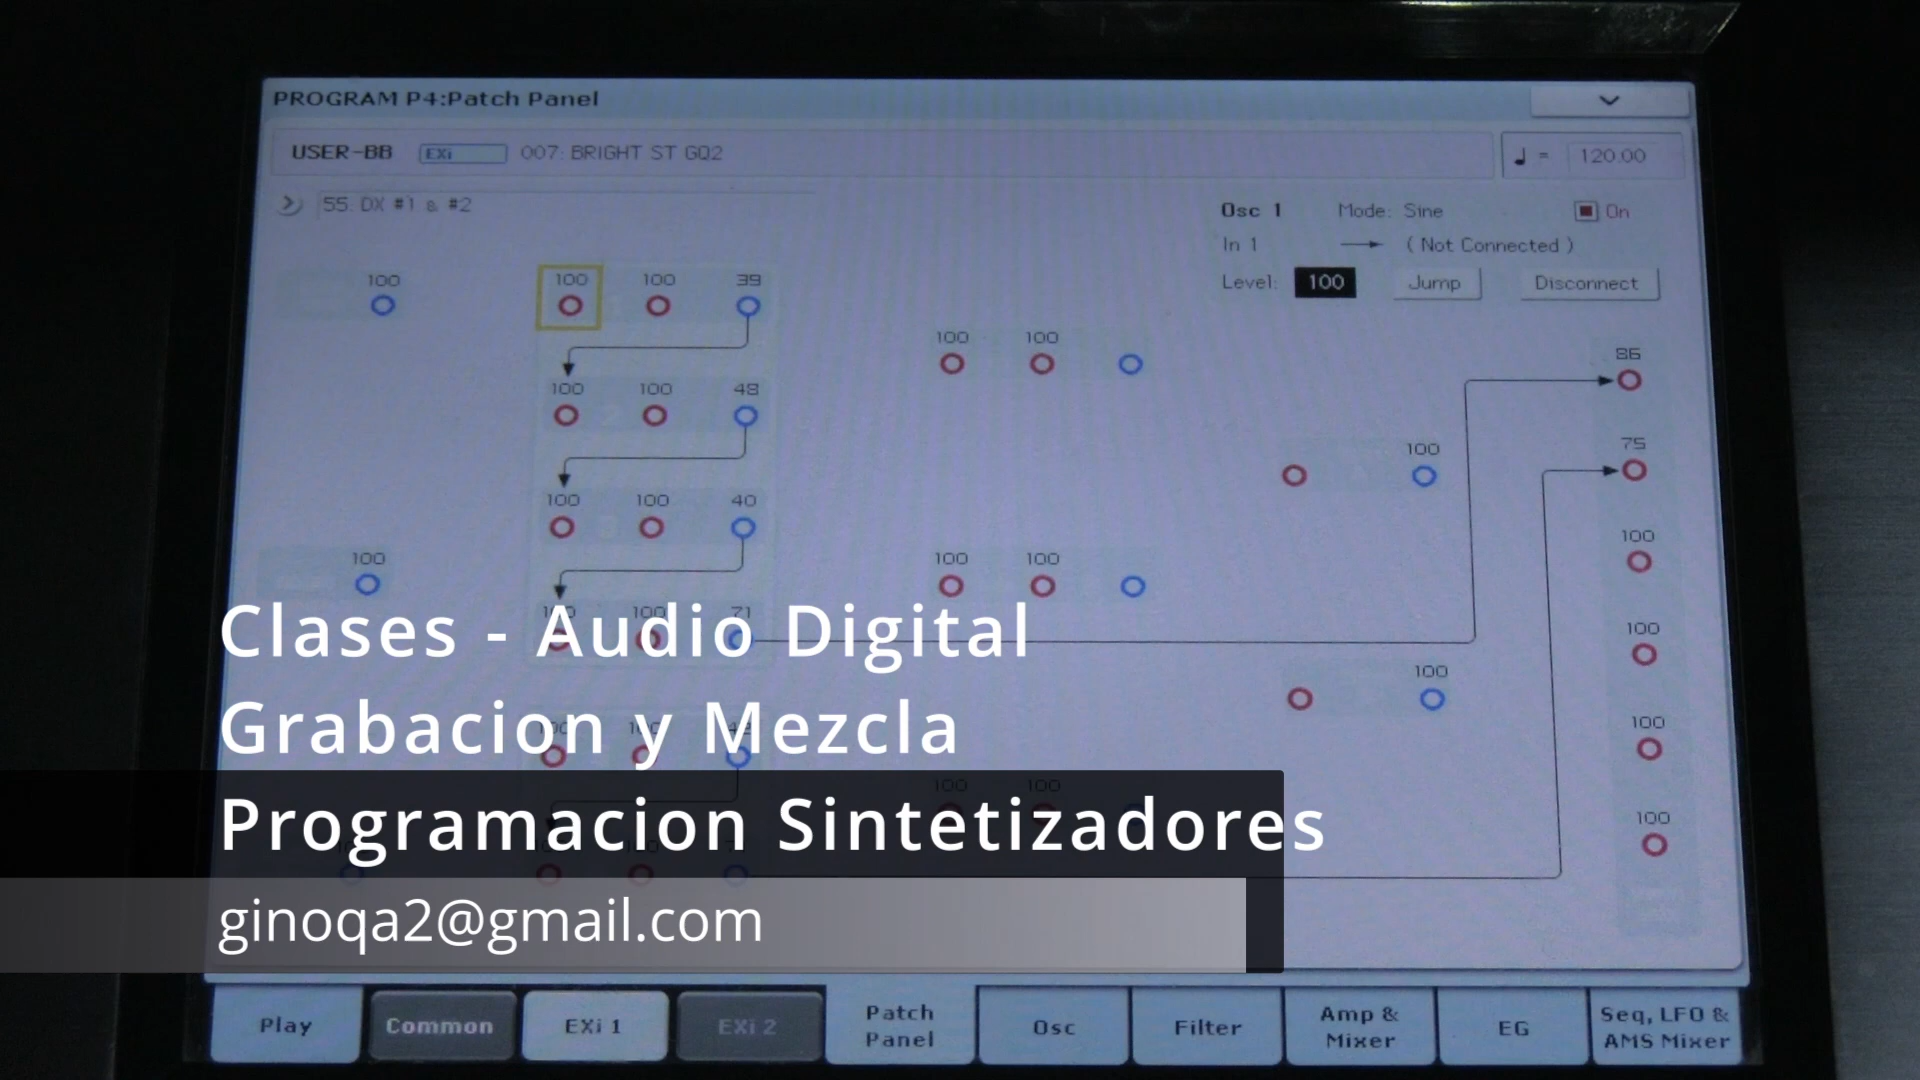 PROGRAM P4:Patch Panel
USER-BB EXi 007: BRIGHT ST GQ2
♩ = 120.00
55: DX #1 & #2
Osc 1 Mode: Sine On
In 1 → ( Not Connected )
Level: 100 Jump Disconnect
100 100 100 39
100 100
86
100 100 48
75
100
100 100 40
100
100 100 100
100 71
100
100
100
100 100
100
Clases - Audio Digital
Grabacion y Mezcla
Programacion Sintetizadores
ginoqa2@gmail.com
Play Common EXi 1 EXi 2 Patch Panel Osc Filter Amp & Mixer EG Seq, LFO & AMS Mixer